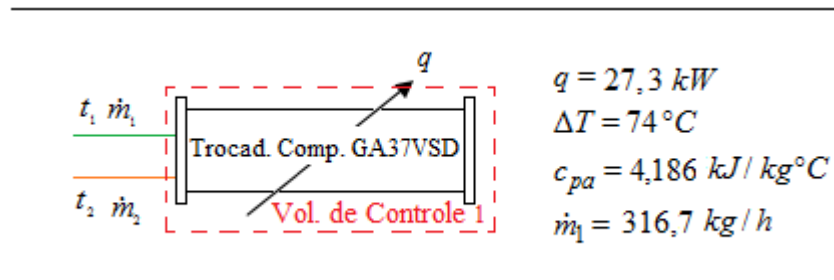 q
t₁ ṁ₁
Trocad. Comp. GA37VSD
t₂ ṁ₂
Vol. de Controle 1
q = 27,3 kW
ΔT = 74°C
c_pa = 4,186 kJ/kg°C
ṁ₁ = 316,7 kg/h